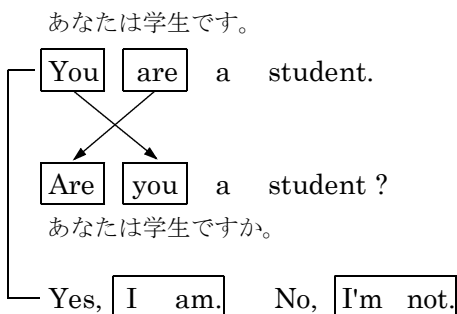 あなたは学生です。
You are a student.
Are you a student ?
あなたは学生ですか。
Yes, I am. No, I'm not.